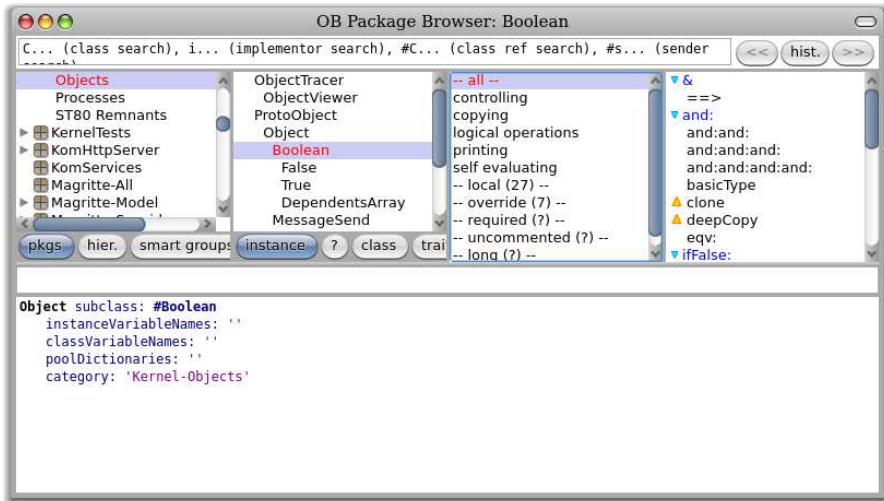 OB Package Browser: Boolean
C... (class search), i... (implementor search), #C... (class ref search), #s... (sender
<< hist. >>
Objects
Processes
ST80 Remnants
KernelTests
KomHttpServer
KomServices
Magritte-All
Magritte-Model
pkgs hier. smart groups
ObjectTracer
ObjectViewer
ProtoObject
Object
Boolean
False
True
DependentsArray
MessageSend
instance ? class trai
-- all --
controlling
copying
logical operations
printing
self evaluating
-- local (27) --
-- override (7) --
-- required (?) --
-- uncommented (?) --
-- long (?) --
&
==>
and:
and:and:
and:and:and:
and:and:and:and:
basicType
clone
deepCopy
eqv:
ifFalse:
Object subclass: #Boolean
instanceVariableNames: ''
classVariableNames: ''
poolDictionaries: ''
category: 'Kernel-Objects'